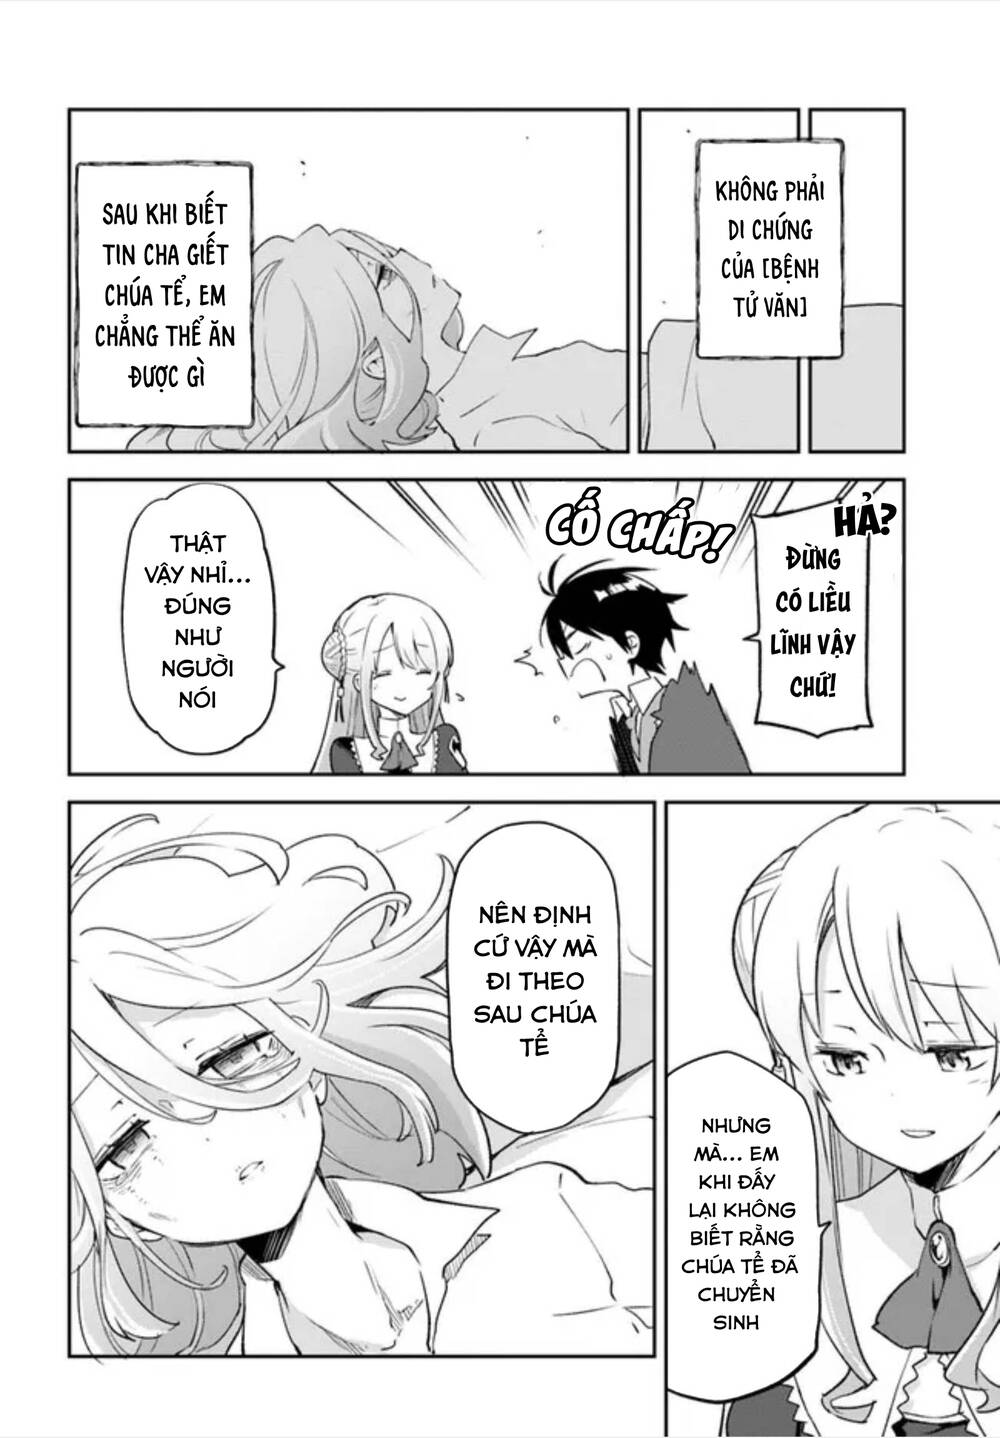 KHÔNG PHẢI
DI CHỨNG
CỦA [BỆNH
TỬ VĂN]
SAU KHI BIẾT
TIN CHA GIẾT
CHÚA TỂ, EM
CHẲNG THỂ ĂN
ĐƯỢC GÌ
HẢ?
ĐỪNG
CÓ LIỀU
LĨNH VẬY
CHỨ!
CỐ CHẤP!
THẬT
VẬY NHỈ...
ĐÚNG
NHƯ
NGƯỜI
NÓI
NHƯNG
MÀ... EM
KHI ĐẤY
LẠI KHÔNG
BIẾT RẰNG
CHÚA TỂ ĐÃ
CHUYỂN
SINH
NÊN ĐỊNH
CỨ VẬY MÀ
ĐI THEO
SAU CHÚA
TỂ